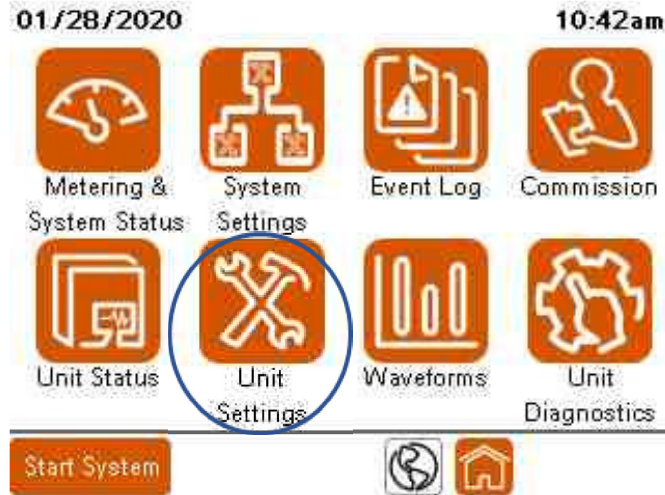 01/28/2020 10:42am
Metering & System Status
System Settings
Event Log
Commission
Unit Status
Unit Settings
Waveforms
Unit Diagnostics
Start System